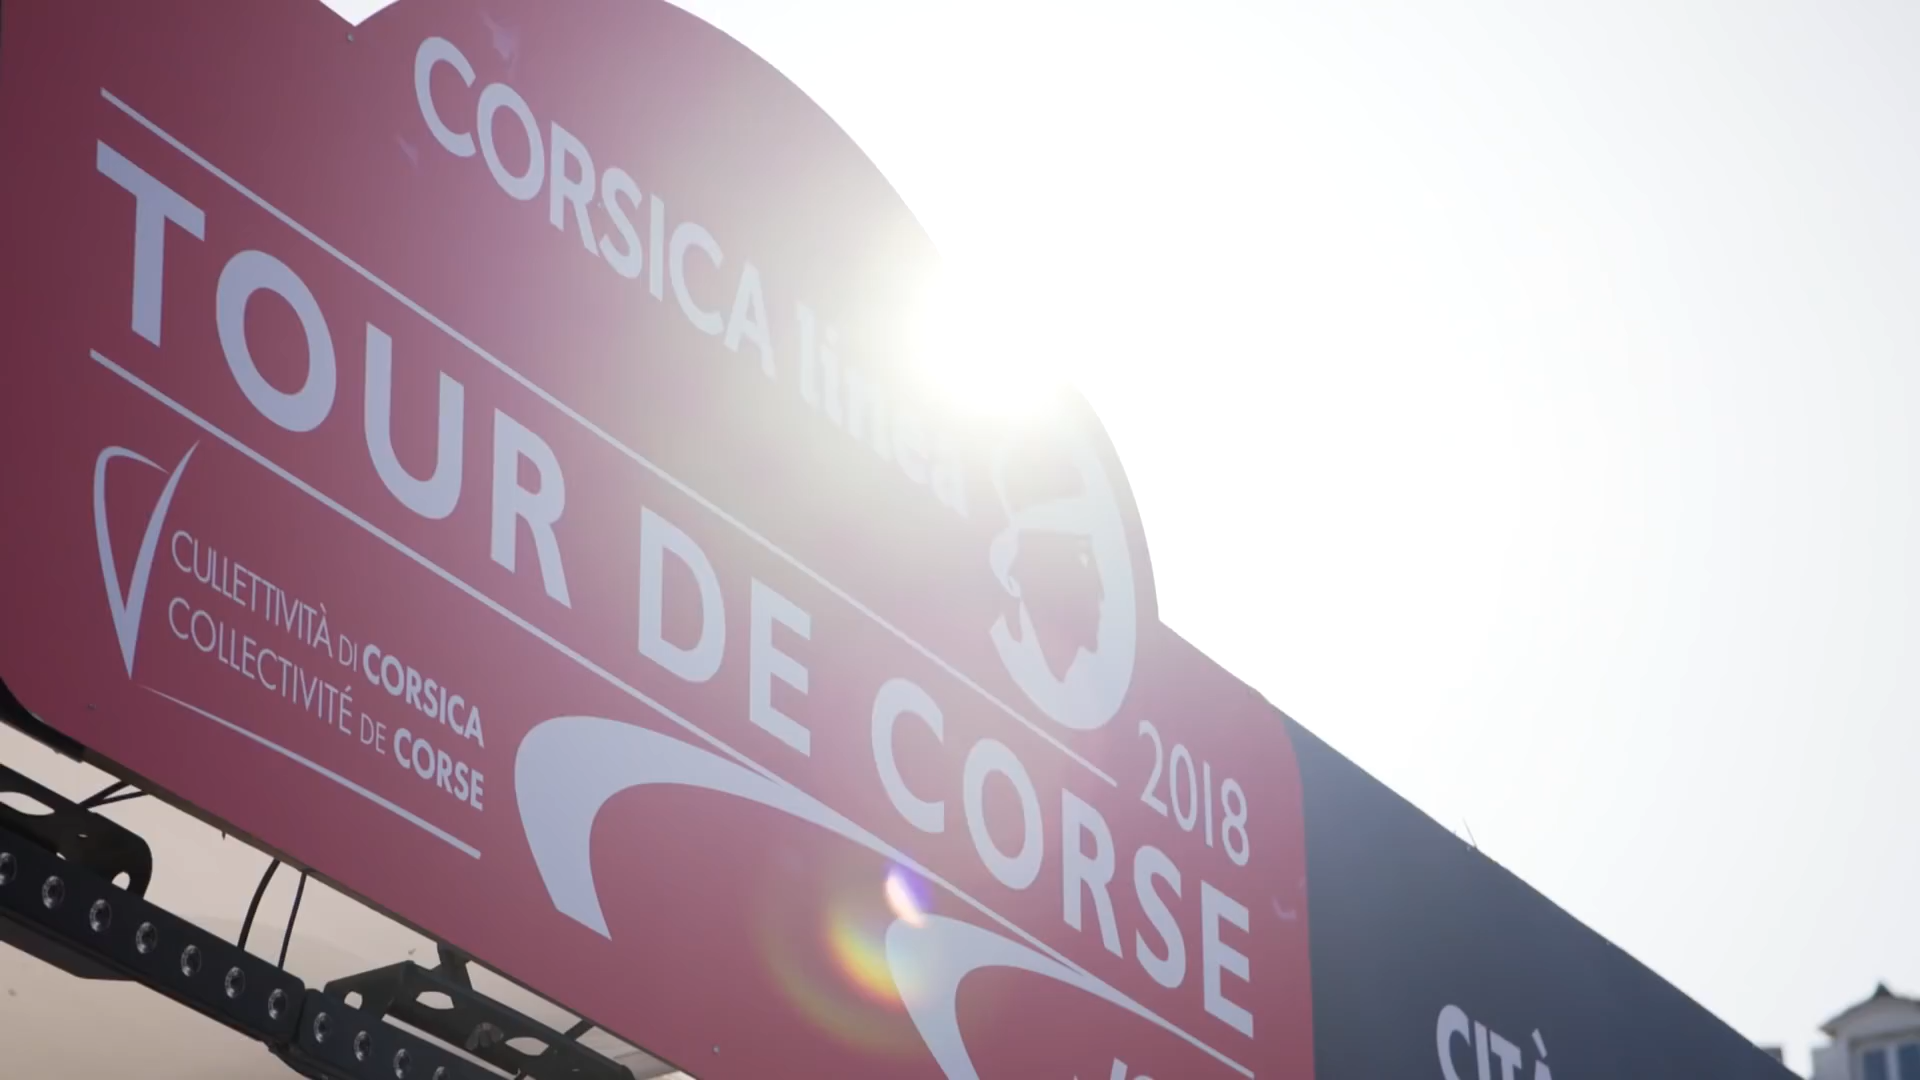 CORSICA linea
TOUR DE CORSE
2018
CULLETTIVITÀ DI CORSICA
COLLECTIVITÉ DE CORSE
CITÀ